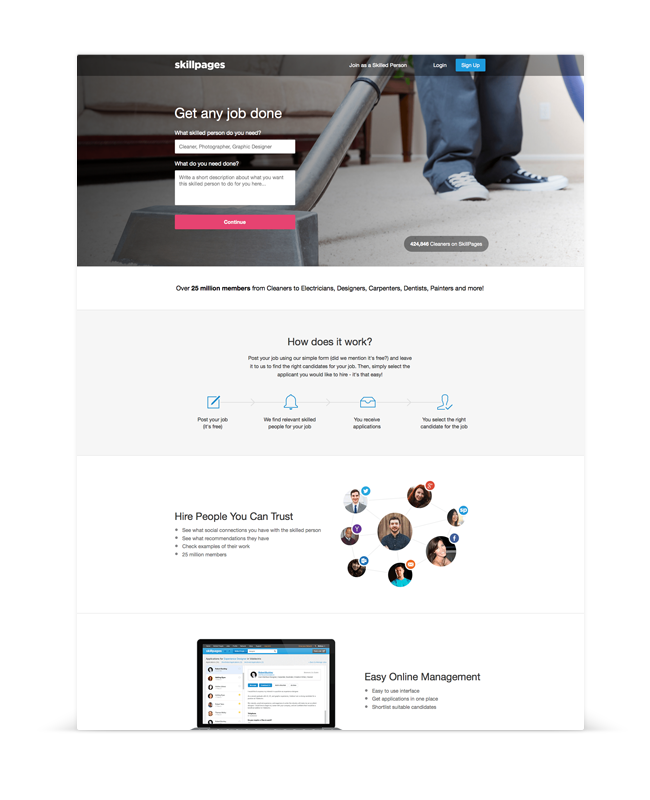 skillpages
Join as a Skilled Person
Login
Sign Up
Get any job done
What skilled person do you need?
Cleaner, Photographer, Graphic Designer
What do you need done?
Write a short description about what you want
this skilled person to do for you here...
Continue
424,846 Cleaners on SkillPages
Over 25 million members from Cleaners to Electricians, Designers, Carpenters, Dentists, Painters and more!
How does it work?
Post your job using our simple form (did we mention it's free?) and leave
it to us to find the right candidates for your job. Then, simply select the
applicant you would like to hire - it's that easy!
Post your job
(it's free)
We find relevant skilled
people for your job
You receive
applications
You select the right
candidate for the job
Hire People You Can Trust
See what social connections you have with the skilled person
See what recommendations they have
Check examples of their work
25 million members
skillpages
Easy Online Management
Easy to use interface
Get applications in one place
Shortlist suitable candidates